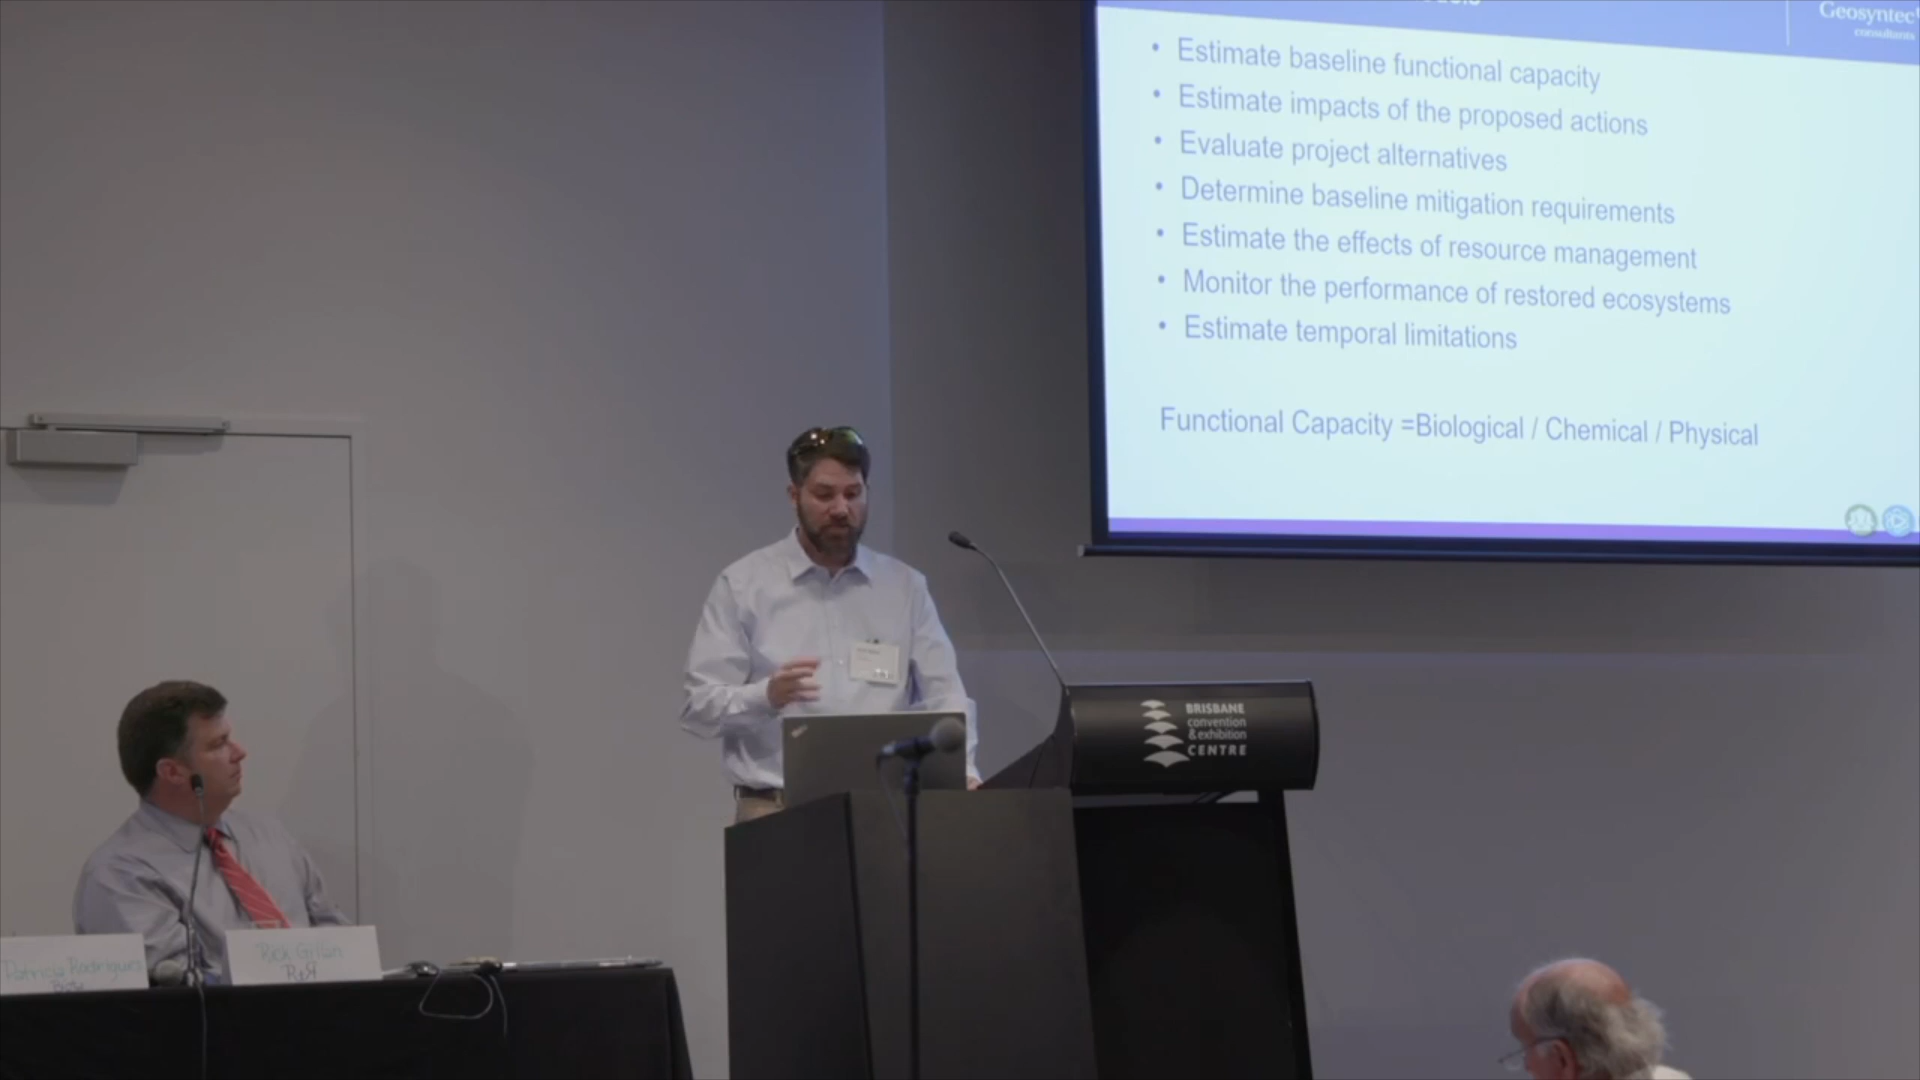 Geosyntec
consultants
• Estimate baseline functional capacity
• Estimate impacts of the proposed actions
• Evaluate project alternatives
• Determine baseline mitigation requirements
• Estimate the effects of resource management
• Monitor the performance of restored ecosystems
• Estimate temporal limitations
Functional Capacity =Biological / Chemical / Physical
BRISBANE
convention
& exhibition
CENTRE
Patricia Rodrigues
Rick Gillan